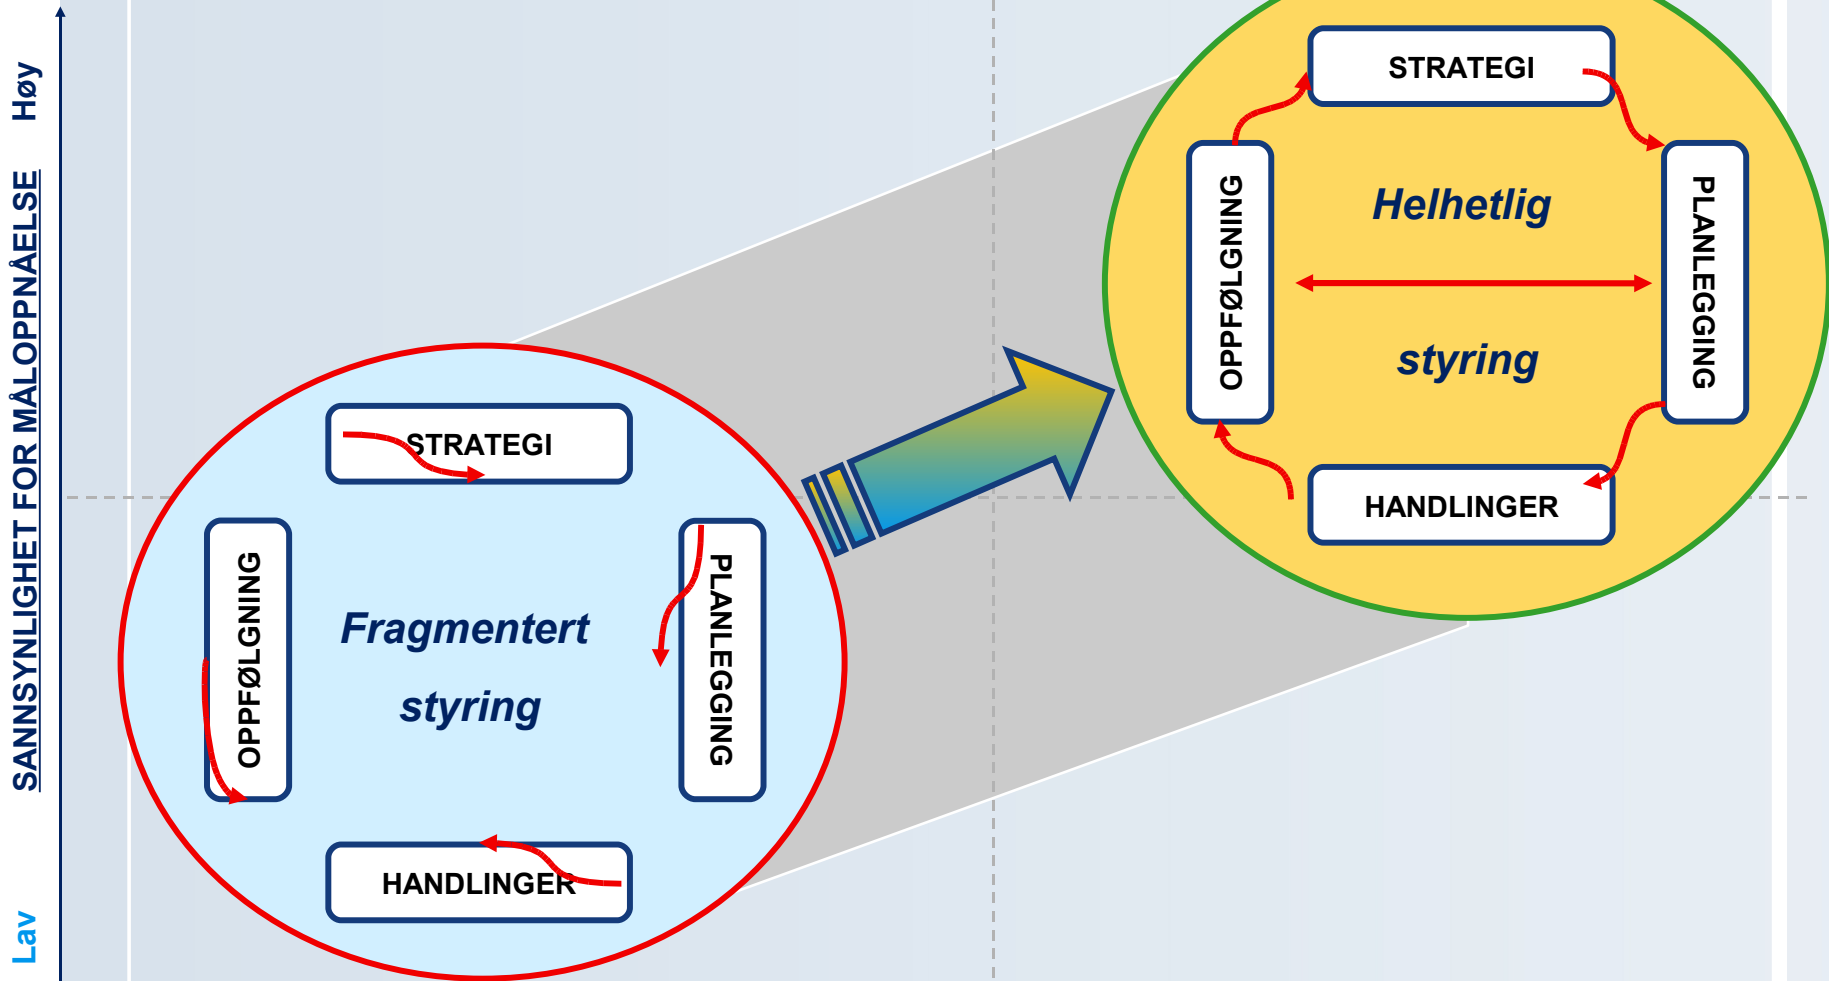 Høy
SANNSYNLIGHET FOR MÅLOPPNÅELSE
Lav
STRATEGI
OPPFØLGNING
PLANLEGGING
Helhetlig
styring
HANDLINGER
STRATEGI
OPPFØLGNING
PLANLEGGING
Fragmentert
styring
HANDLINGER